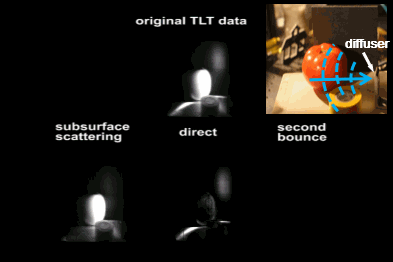 original TLT data
diffuser
subsurface
scattering
direct
second
bounce